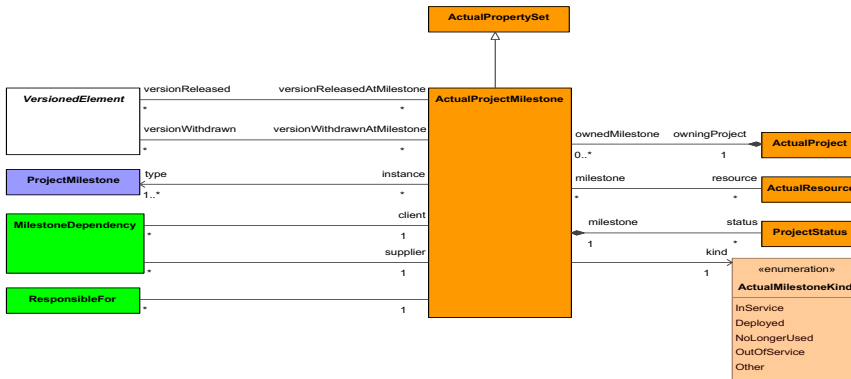 ActualPropertySet
VersionedElement
versionReleased versionReleasedAtMilestone
* *
versionWithdrawn versionWithdrawnAtMilestone
* *
ActualProjectMilestone
ownedMilestone owningProject
0..* 1
ActualProject
ProjectMilestone
type instance
1..* *
milestone resource
* *
ActualResource
MilestoneDependency
client
* 1
supplier
* 1
milestone status
1 *
ProjectStatus
kind
1
ResponsibleFor
* 1
«enumeration»
ActualMilestoneKind
InService
Deployed
NoLongerUsed
OutOfService
Other